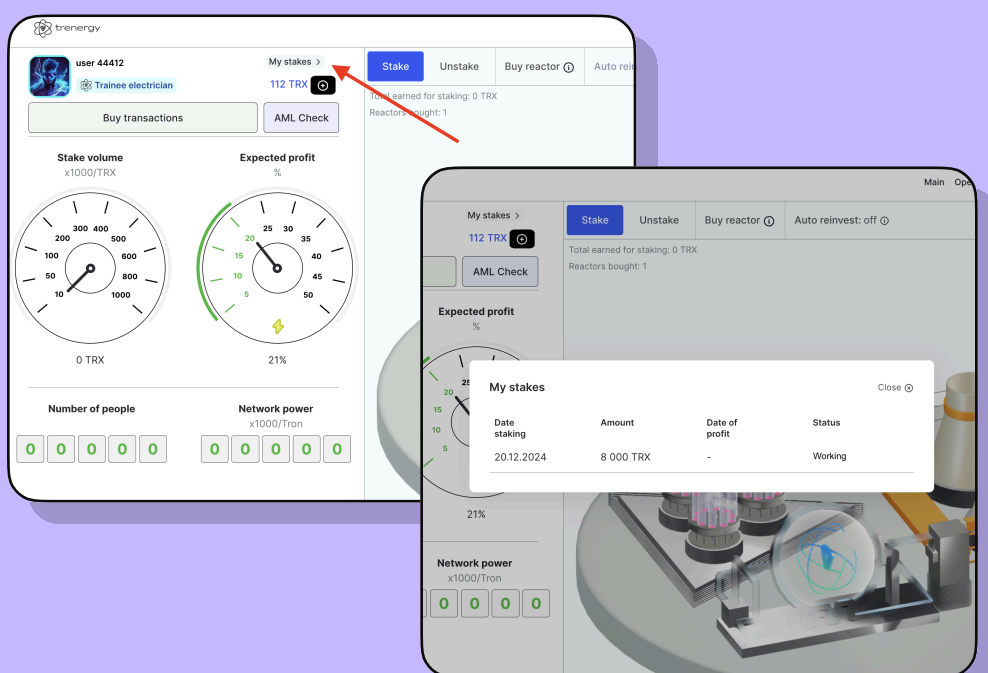 trenergy
user 44412
Trainee electrician
My stakes >
112 TRX
Buy transactions
AML Check
Stake
Unstake
Buy reactor
Total earned for staking: 0 TRX
Reactors bought: 1
Stake volume
x1000/TRX
10
50
100
200
300
400
500
600
800
1000
0 TRX
Expected profit
%
5
10
15
20
25
30
35
40
45
50
21%
Number of people
0 0 0 0 0
Network power
x1000/Tron
0 0 0 0 0
Main
My stakes >
112 TRX
AML Check
Stake
Unstake
Buy reactor
Auto reinvest: off
Total earned for staking: 0 TRX
Reactors bought: 1
Expected profit
%
20
15
10
5
21%
Network power
x1000/Tron
0 0 0 0
My stakes
Close
Date staking
Amount
Date of profit
Status
20.12.2024
8 000 TRX
-
Working